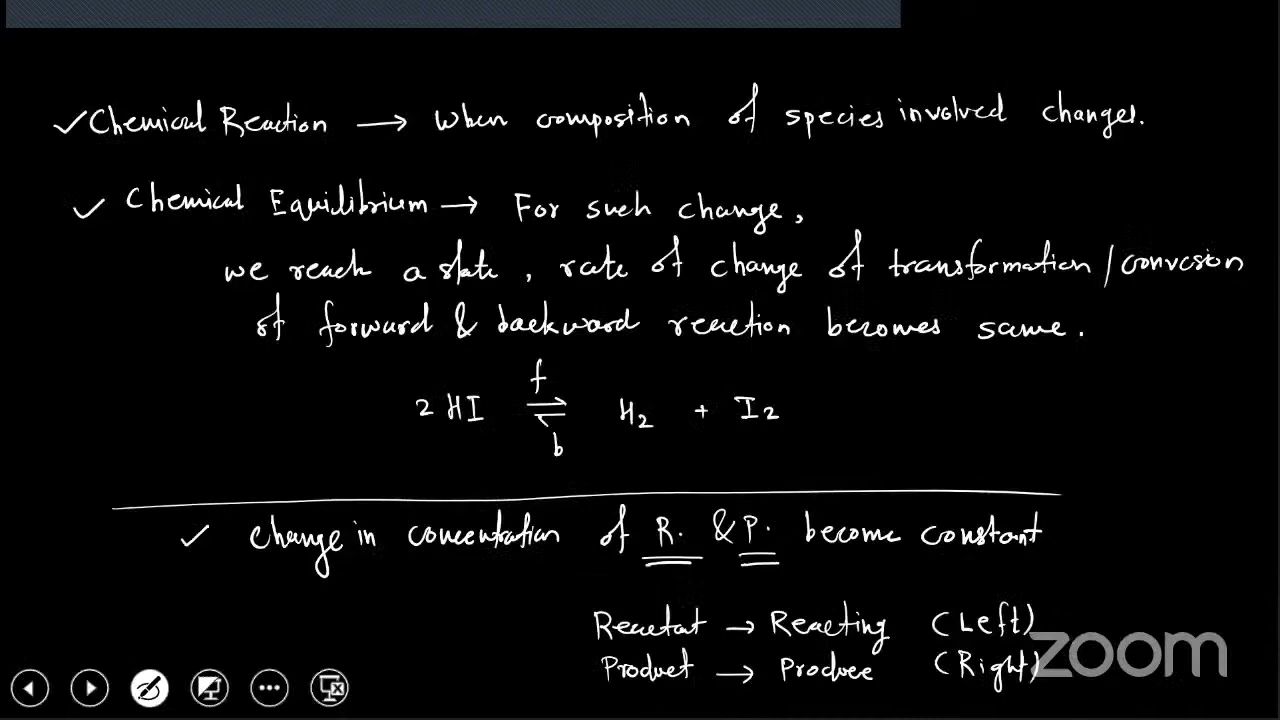 ✓ Chemical Reaction → When composition of species involved changes.
✓ Chemical Equilibrium → For such change,
we reach a state, rate of change of transformation / conversion
of forward & backward reaction becomes same.
f
2 HI ⇌ H2 + I2
b
✓ Change in concentration of R. & P. become constant
Reactat → Reacting (Left)
Product → Produce (Right)
zoom